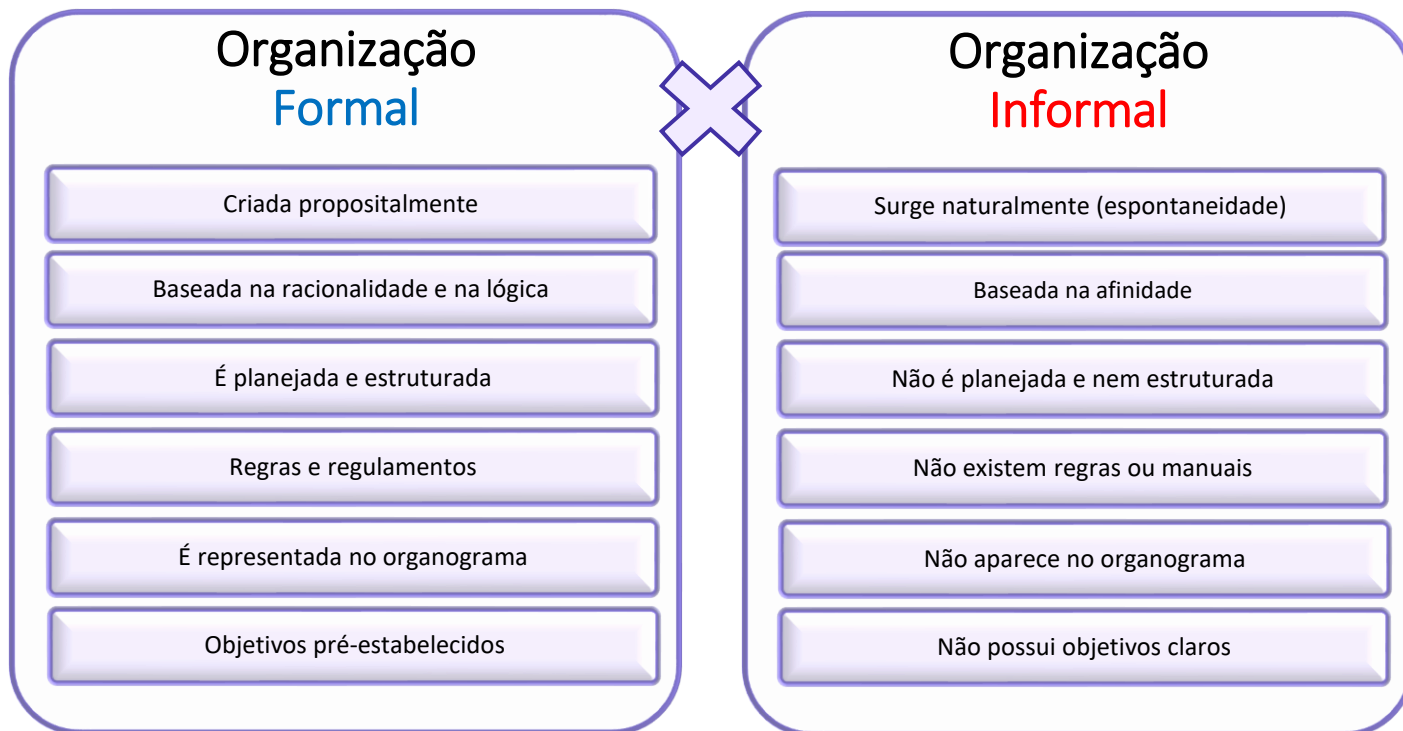 Organização
Formal
Criada propositalmente
Baseada na racionalidade e na lógica
É planejada e estruturada
Regras e regulamentos
É representada no organograma
Objetivos pré-estabelecidos
Organização
Informal
Surge naturalmente (espontaneidade)
Baseada na afinidade
Não é planejada e nem estruturada
Não existem regras ou manuais
Não aparece no organograma
Não possui objetivos claros